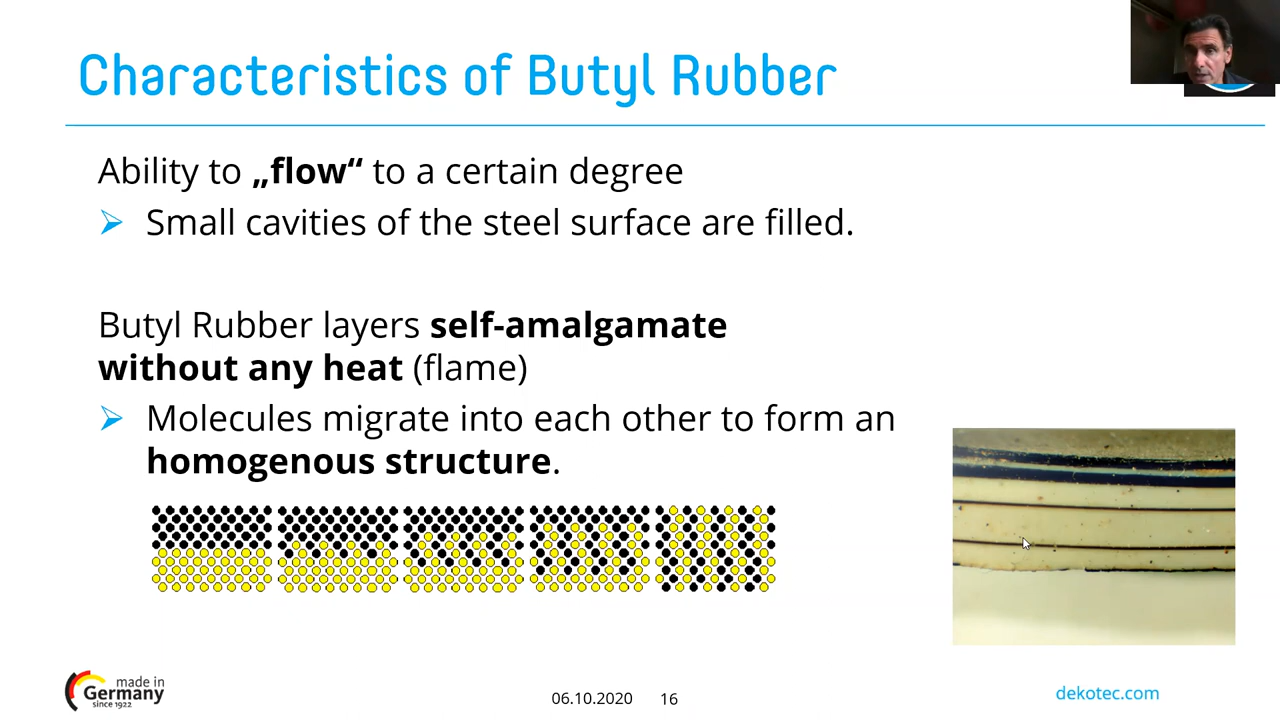 Characteristics of Butyl Rubber
Ability to „flow“ to a certain degree
Small cavities of the steel surface are filled.
Butyl Rubber layers self-amalgamate
without any heat (flame)
Molecules migrate into each other to form an
homogenous structure.
made in
Germany
since 1922
06.10.2020
16
dekotec.com